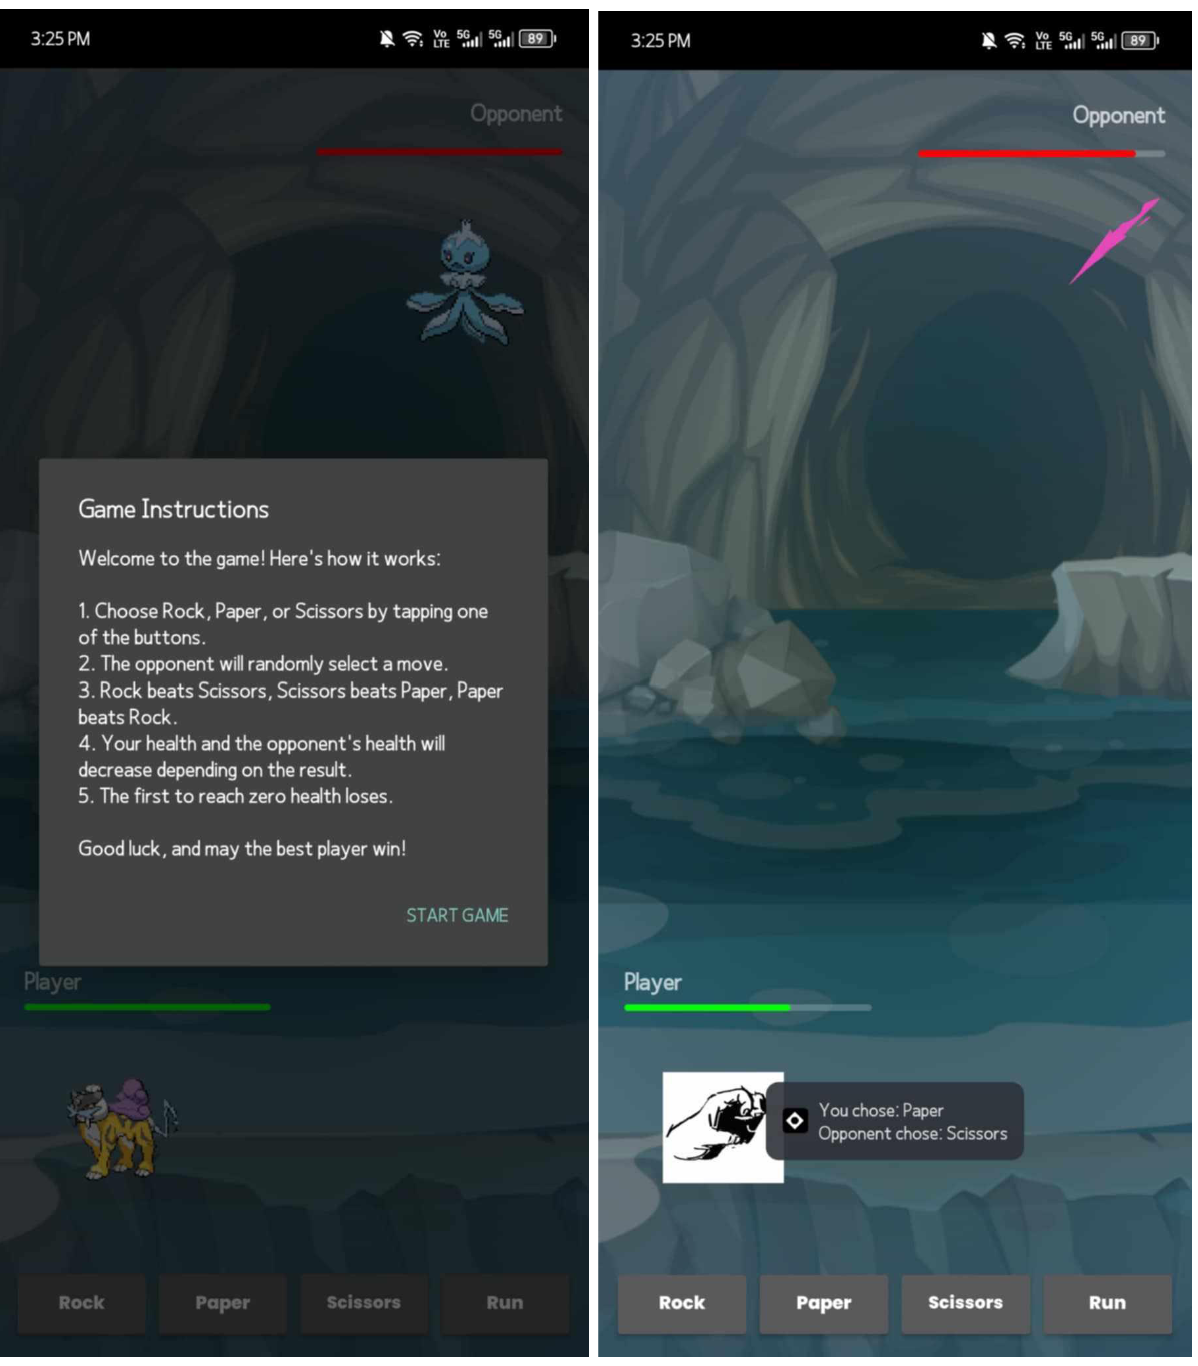 3:25 PM
Vo LTE 5G 5G 89
Opponent
Game Instructions
Welcome to the game! Here's how it works:
1. Choose Rock, Paper, or Scissors by tapping one
of the buttons.
2. The opponent will randomly select a move.
3. Rock beats Scissors, Scissors beats Paper, Paper
beats Rock.
4. Your health and the opponent's health will
decrease depending on the result.
5. The first to reach zero health loses.
Good luck, and may the best player win!
START GAME
Player
Rock Paper Scissors Run
3:25 PM
Vo LTE 5G 5G 89
Opponent
Player
You chose: Paper
Opponent chose: Scissors
Rock Paper Scissors Run